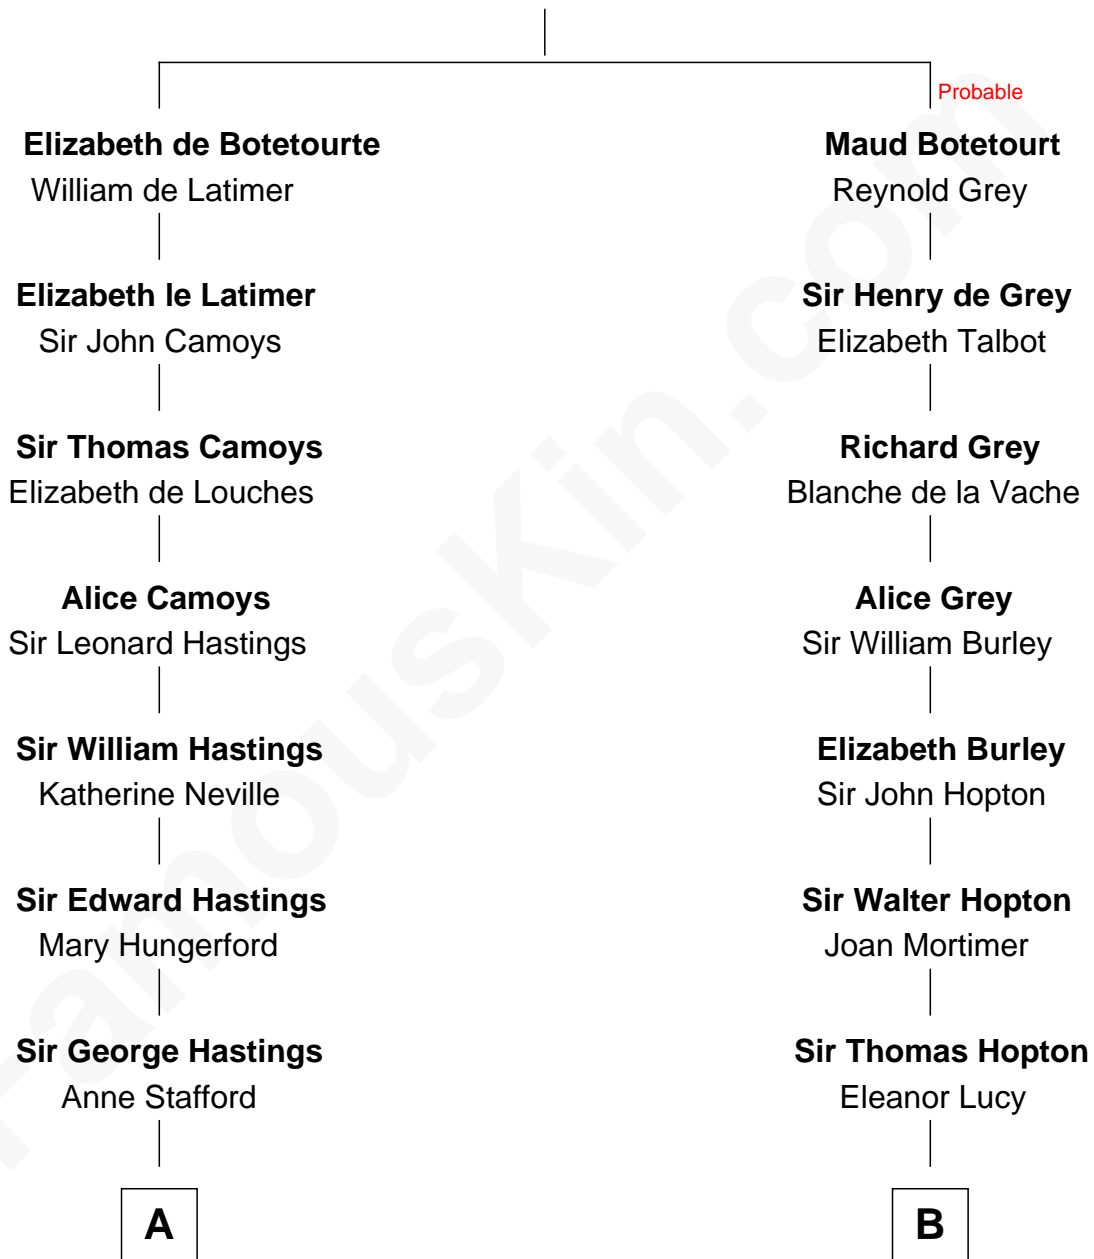 Probable
Elizabeth de Botetourte
William de Latimer
Maud Botetourt
Reynold Grey
Elizabeth le Latimer
Sir John Camoys
Sir Henry de Grey
Elizabeth Talbot
Sir Thomas Camoys
Elizabeth de Louches
Richard Grey
Blanche de la Vache
Alice Camoys
Sir Leonard Hastings
Alice Grey
Sir William Burley
Sir William Hastings
Katherine Neville
Elizabeth Burley
Sir John Hopton
Sir Edward Hastings
Mary Hungerford
Sir Walter Hopton
Joan Mortimer
Sir George Hastings
Anne Stafford
Sir Thomas Hopton
Eleanor Lucy
A
B
FamousKin.com